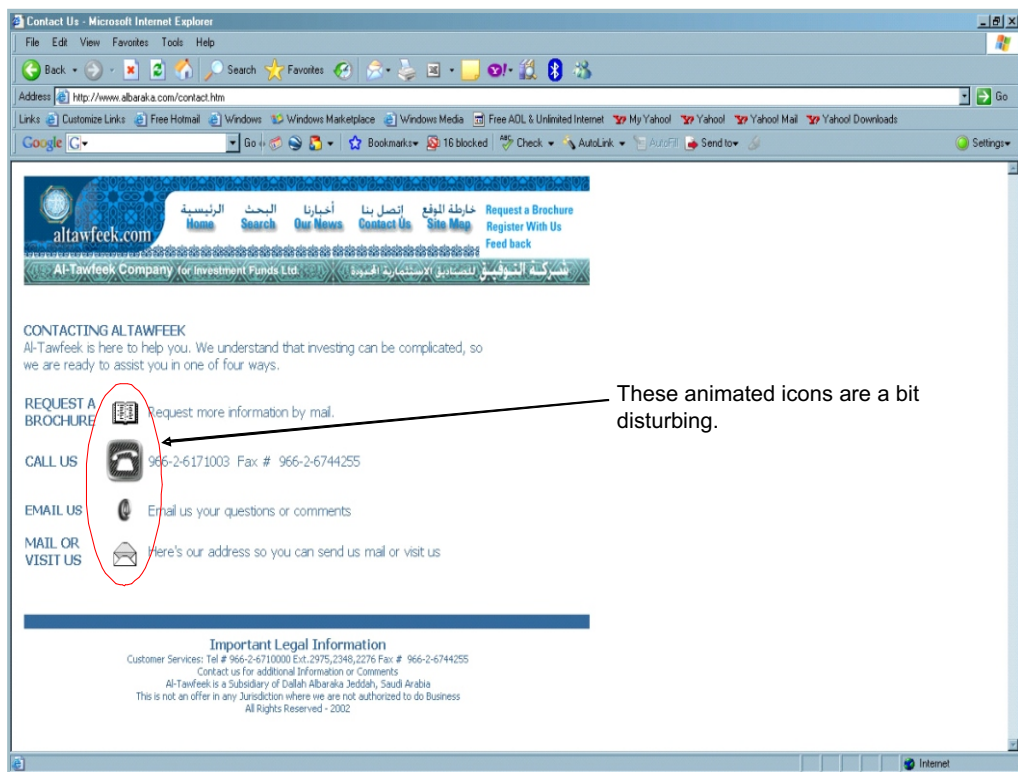 Contact Us - Microsoft Internet Explorer
File Edit View Favorites Tools Help
Back Search Favorites
Address http://www.albaraka.com/contact.htm Go
Links Customize Links Free Hotmail Windows Windows Marketplace Windows Media Free AOL & Unlimited Internet My Yahoo! Yahoo! Yahoo! Mail Yahoo! Downloads
Google G Go Bookmarks 16 blocked ABC Check AutoLink AutoFill Send to Settings
altawfeek.com
الرئيسية البحث أخبارنا إتصل بنا خارطة الموقع
Home Search Our News Contact Us Site Map
Request a Brochure
Register With Us
Feed back
Al-Tawfeek Company for Investment Funds Ltd. شركة التوفيق للصناديق الاستثمارية المحدودة
CONTACTING ALTAWFEEK
Al-Tawfeek is here to help you. We understand that investing can be complicated, so
we are ready to assist you in one of four ways.
REQUEST A
BROCHURE
Request more information by mail.
CALL US 966-2-6171003 Fax # 966-2-6744255
EMAIL US @ Email us your questions or comments
MAIL OR
VISIT US
Here's our address so you can send us mail or visit us
These animated icons are a bit
disturbing.
Important Legal Information
Customer Services: Tel # 966-2-6710000 Ext.2975,2348,2276 Fax # 966-2-6744255
Contact us for additional Information or Comments
Al-Tawfeek is a Subsidiary of Dallah Albaraka Jeddah, Saudi Arabia
This is not an offer in any Jurisdiction where we are not authorized to do Business
All Rights Reserved - 2002
Internet